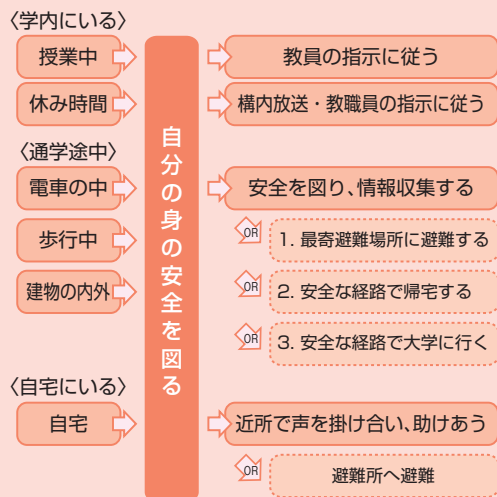 〈学内にいる〉
授業中
教員の指示に従う
休み時間
構内放送・教職員の指示に従う
自分の身の安全を図る
〈通学途中〉
電車の中
安全を図り、情報収集する
歩行中
OR
1. 最寄避難場所に避難する
建物の内外
OR
2. 安全な経路で帰宅する
OR
3. 安全な経路で大学に行く
〈自宅にいる〉
自宅
近所で声を掛け合い、助けあう
OR
避難所へ避難